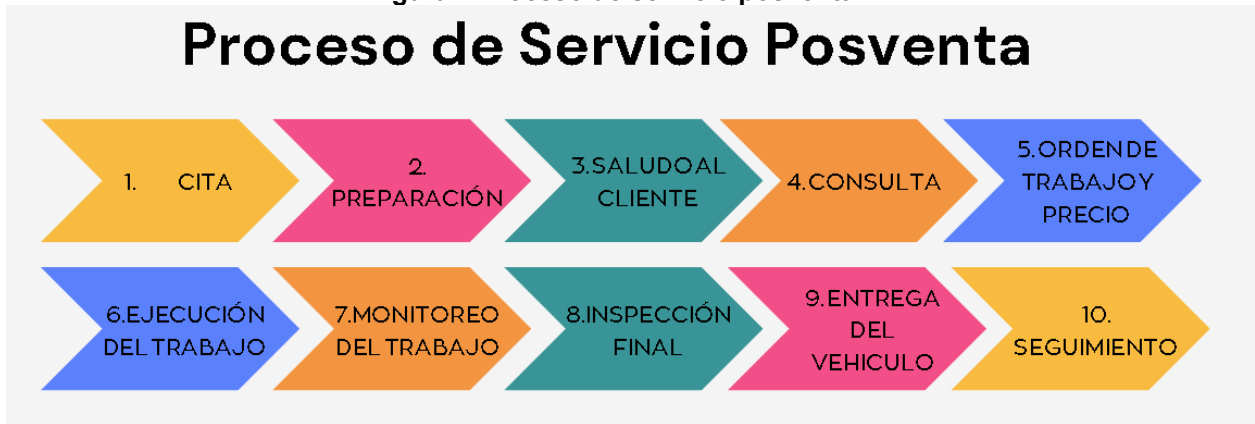 Proceso de Servicio Posventa
1. CITA
2.
PREPARACIÓN
3.SALUDO AL
CLIENTE
4.CONSULTA
5.ORDEN DE
TRABAJO Y
PRECIO
6.EJECUCIÓN
DEL TRABAJO
7.MONITOREO
DEL TRABAJO
8.INSPECCIÓN
FINAL
9.ENTREGA
DEL
VEHICULO
10.
SEGUIMIENTO